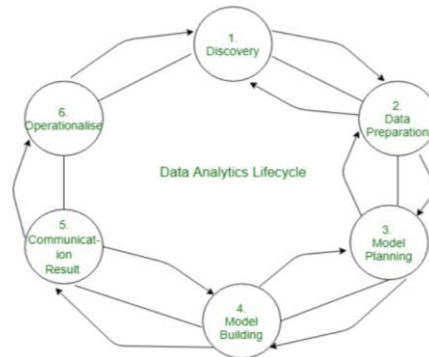 1.
Discovery
2.
Data
Preparation
3.
Model
Planning
4.
Model
Building
5.
Communicat-
ion
Result
6.
Operationalise
Data Analytics Lifecycle